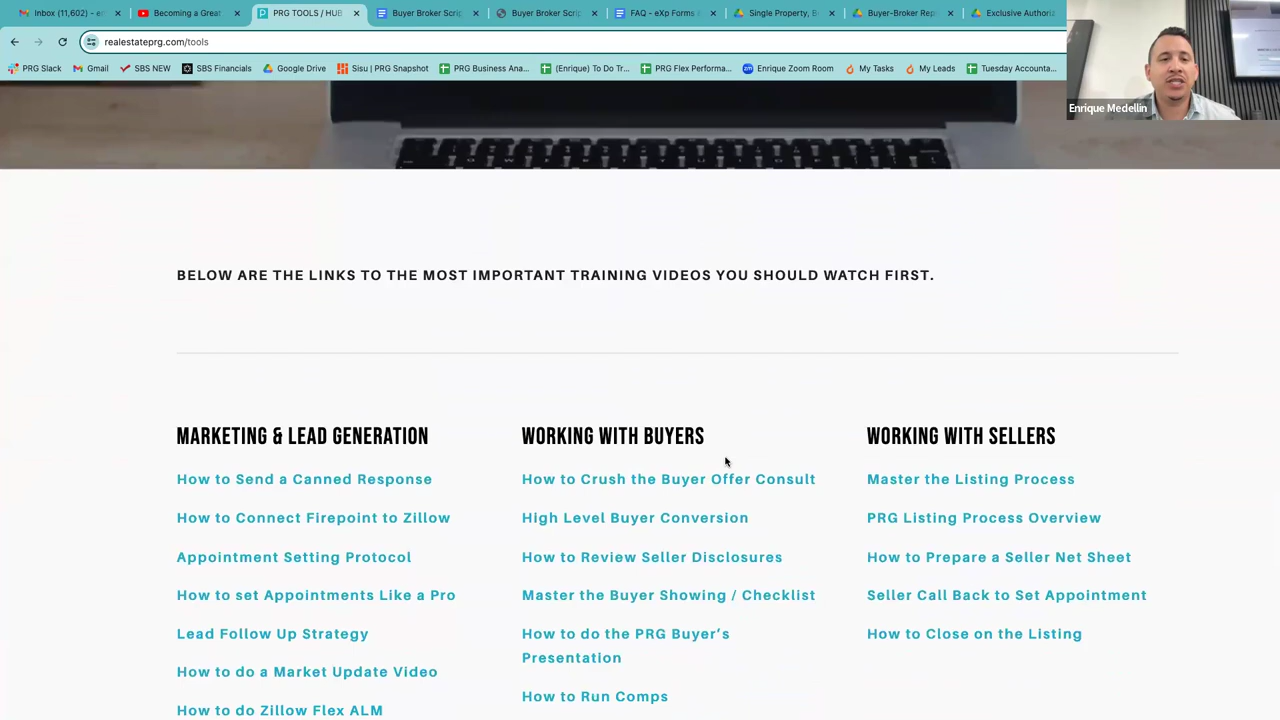 Inbox (11,602) - er
Becoming a Great
PRG TOOLS / HUB
Buyer Broker Scrip
Buyer Broker Scrip
FAQ - eXp Forms
Single Property, B
Buyer-Broker Rep
Exclusive Authoriz
realestateprg.com/tools
PRG Slack
Gmail
SBS NEW
SBS Financials
Google Drive
Sisu | PRG Snapshot
PRG Business Ana...
(Enrique) To Do Tr...
PRG Flex Performa...
Enrique Zoom Room
My Tasks
My Leads
Tuesday Accounta...
Enrique Medellin
BELOW ARE THE LINKS TO THE MOST IMPORTANT TRAINING VIDEOS YOU SHOULD WATCH FIRST.
MARKETING & LEAD GENERATION
How to Send a Canned Response
How to Connect Firepoint to Zillow
Appointment Setting Protocol
How to set Appointments Like a Pro
Lead Follow Up Strategy
How to do a Market Update Video
How to do Zillow Flex ALM
WORKING WITH BUYERS
How to Crush the Buyer Offer Consult
High Level Buyer Conversion
How to Review Seller Disclosures
Master the Buyer Showing / Checklist
How to do the PRG Buyer's
Presentation
How to Run Comps
WORKING WITH SELLERS
Master the Listing Process
PRG Listing Process Overview
How to Prepare a Seller Net Sheet
Seller Call Back to Set Appointment
How to Close on the Listing